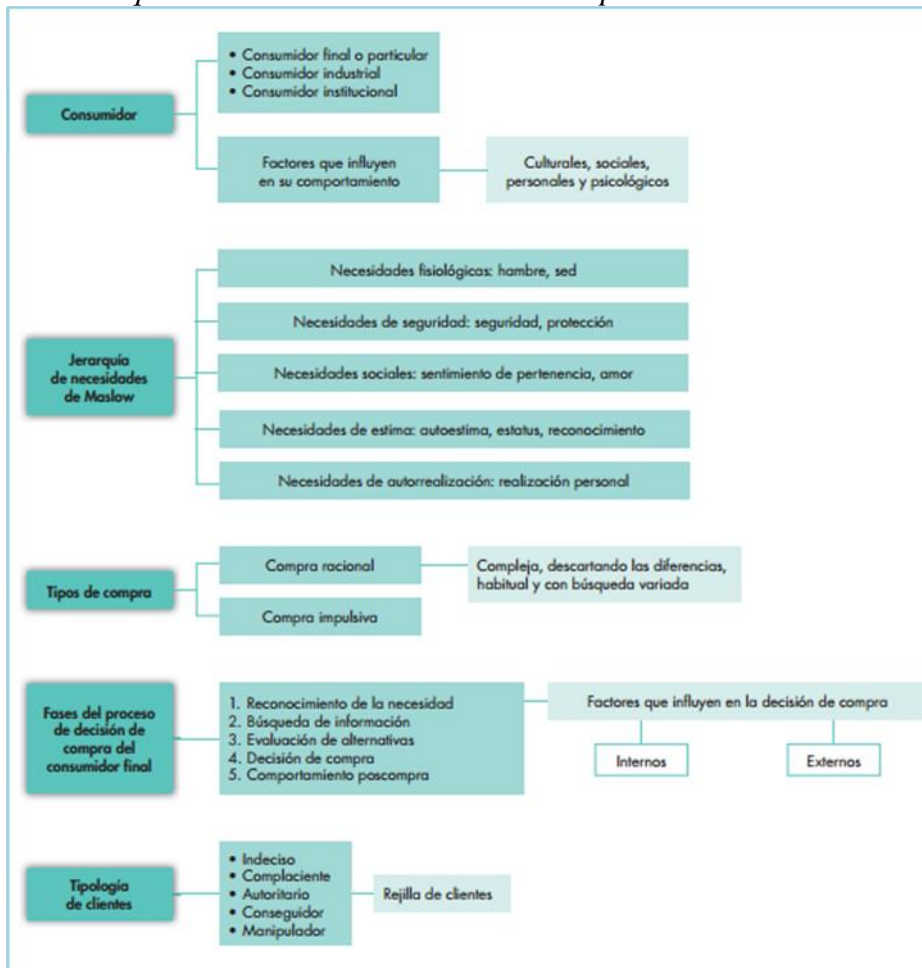 • Consumidor final o particular
• Consumidor industrial
• Consumidor institucional
Consumidor
Factores que influyen
en su comportamiento
Culturales, sociales,
personales y psicológicos
Jerarquía
de necesidades
de Maslow
Necesidades fisiológicas: hambre, sed
Necesidades de seguridad: seguridad, protección
Necesidades sociales: sentimiento de pertenencia, amor
Necesidades de estima: autoestima, estatus, reconocimiento
Necesidades de autorrealización: realización personal
Tipos de compra
Compra racional
Compleja, descartando las diferencias,
habitual y con búsqueda variada
Compra impulsiva
Fases del proceso
de decisión de
compra del
consumidor final
1. Reconocimiento de la necesidad
2. Búsqueda de información
3. Evaluación de alternativas
4. Decisión de compra
5. Comportamiento poscompra
Factores que influyen en la decisión de compra
Internos
Externos
Tipología
de clientes
• Indeciso
• Complaciente
• Autoritario
• Conseguidor
• Manipulador
Rejilla de clientes